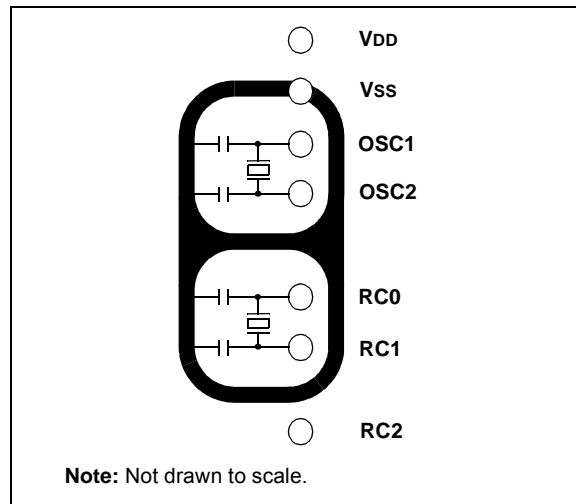 VDD
VSS
OSC1
OSC2
RC0
RC1
RC2
Note: Not drawn to scale.